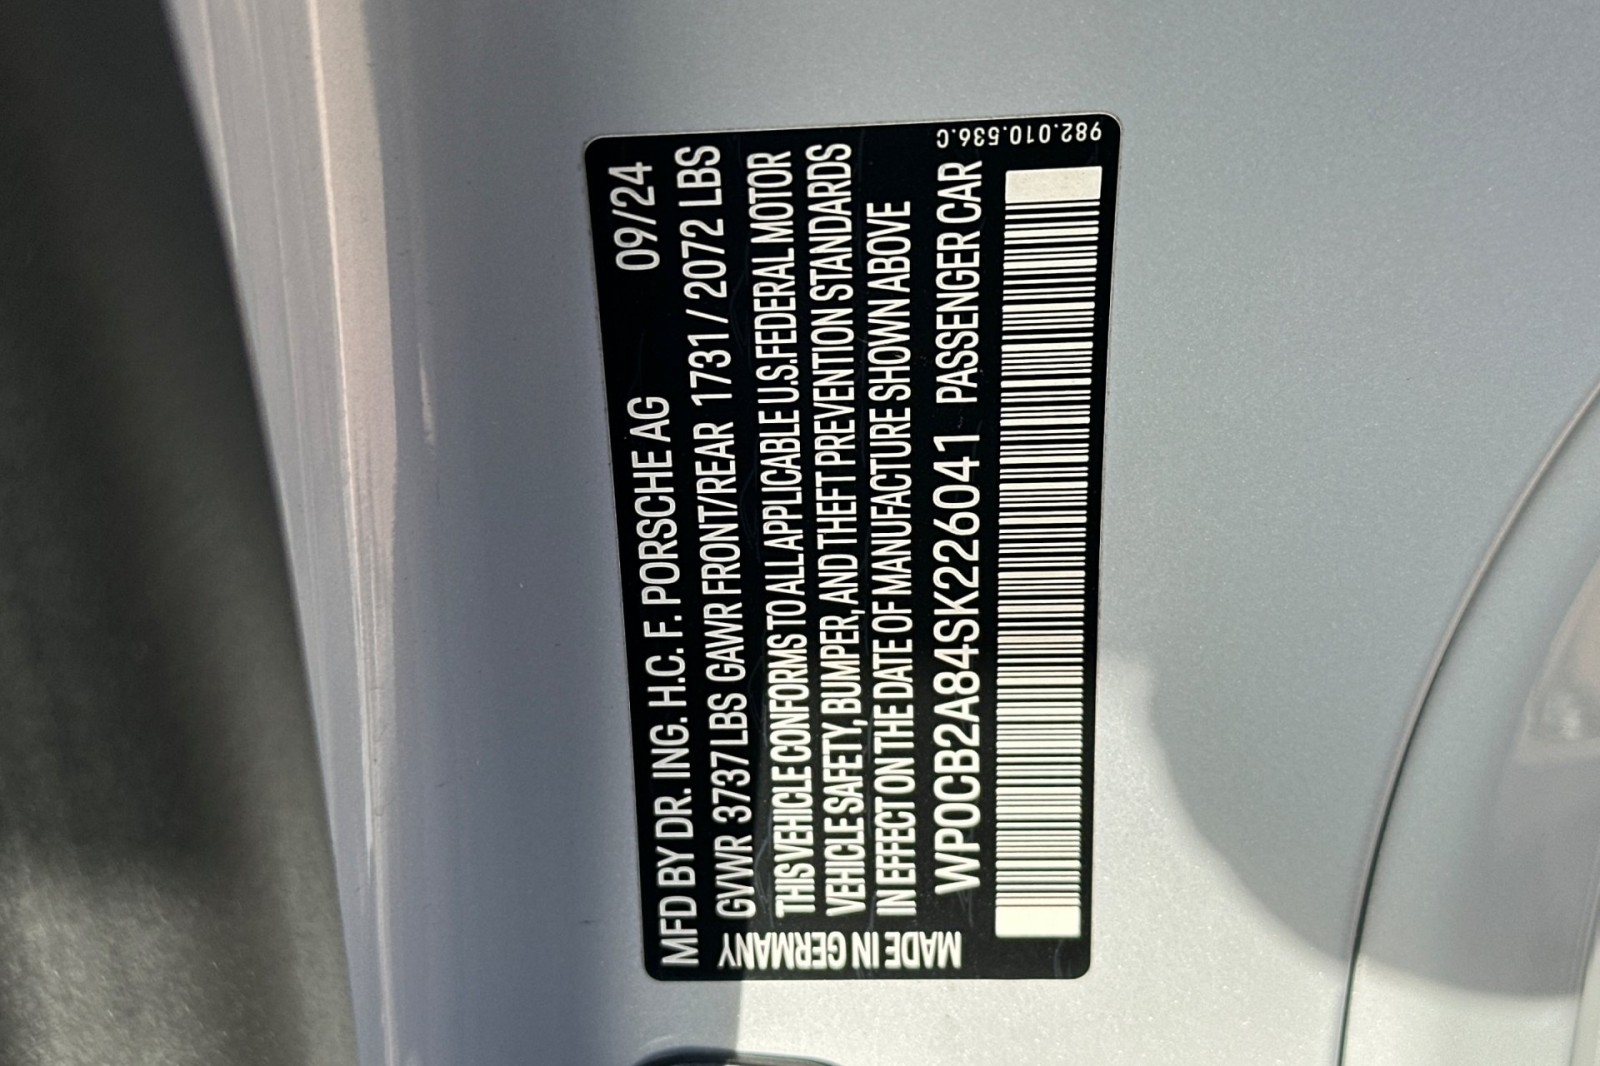 MFD BY DR. ING. H.C. F. PORSCHE AG 09/24
GVWR 3737 LBS GAWR FRONT/REAR 1731 / 2072 LBS
THIS VEHICLE CONFORMS TO ALL APPLICABLE U.S. FEDERAL MOTOR
VEHICLE SAFETY, BUMPER, AND THEFT PREVENTION STANDARDS
IN EFFECT ON THE DATE OF MANUFACTURE SHOWN ABOVE
WP0CB2A84SK226041 PASSENGER CAR
MADE IN GERMANY
982.010.536.C